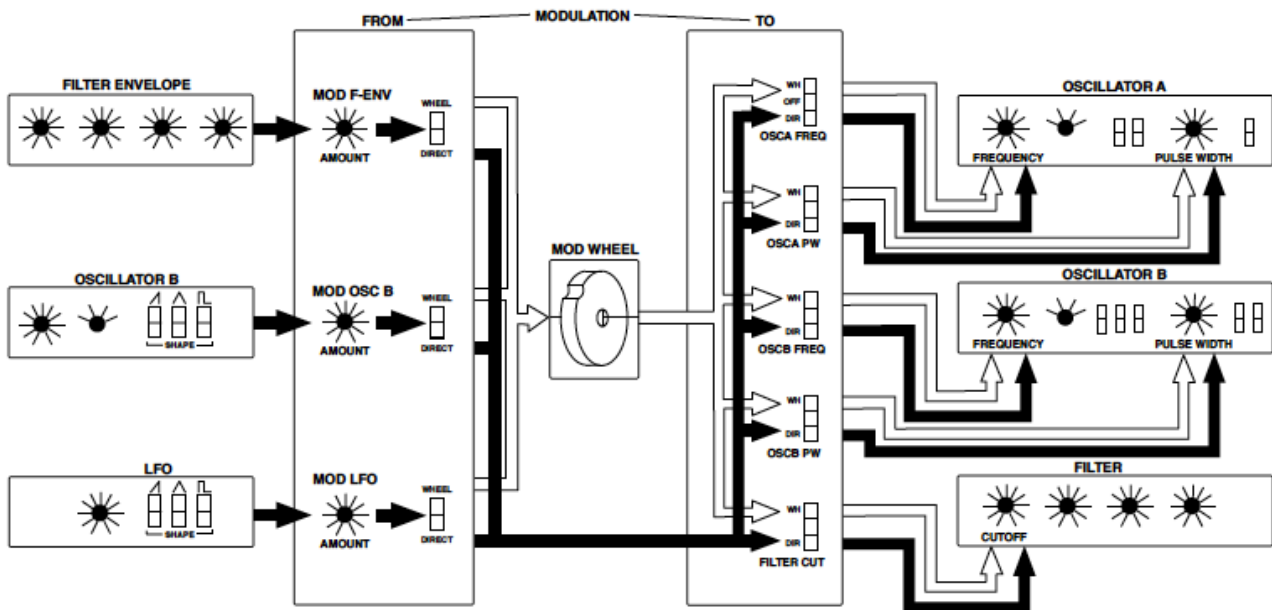 FROM MODULATION TO
FILTER ENVELOPE
MOD F-ENV
WHEEL
AMOUNT
DIRECT
OSCILLATOR B
MOD OSC B
WHEEL
SHAPE
AMOUNT
DIRECT
LFO
MOD LFO
WHEEL
SHAPE
AMOUNT
DIRECT
MOD WHEEL
WH
OFF
DIR
OSCA FREQ
WH
DIR
OSCA PW
WH
DIR
OSCB FREQ
WH
DIR
OSCB PW
WH
DIR
FILTER CUT
OSCILLATOR A
FREQUENCY PULSE WIDTH
OSCILLATOR B
FREQUENCY PULSE WIDTH
FILTER
CUTOFF